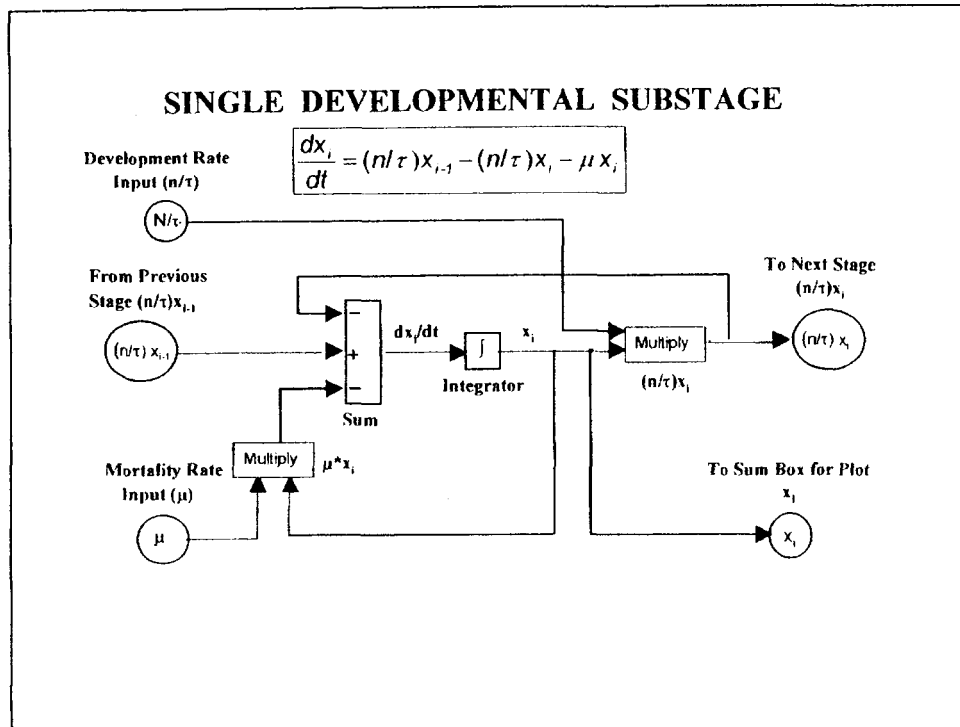 SINGLE DEVELOPMENTAL SUBSTAGE
Development Rate
Input (n/τ)
dx_i/dt = (n/τ)x_{i-1} − (n/τ)x_i − μ x_i
N/τ
From Previous
Stage (n/τ)x_{i-1}
(n/τ) x_{i-1}
−
+
−
Sum
dx_i/dt
∫
Integrator
x_i
Multiply
(n/τ)x_i
To Next Stage
(n/τ)x_i
(n/τ) x_i
Mortality Rate
Input (μ)
μ
Multiply
μ*x_i
To Sum Box for Plot
x_i
x_i